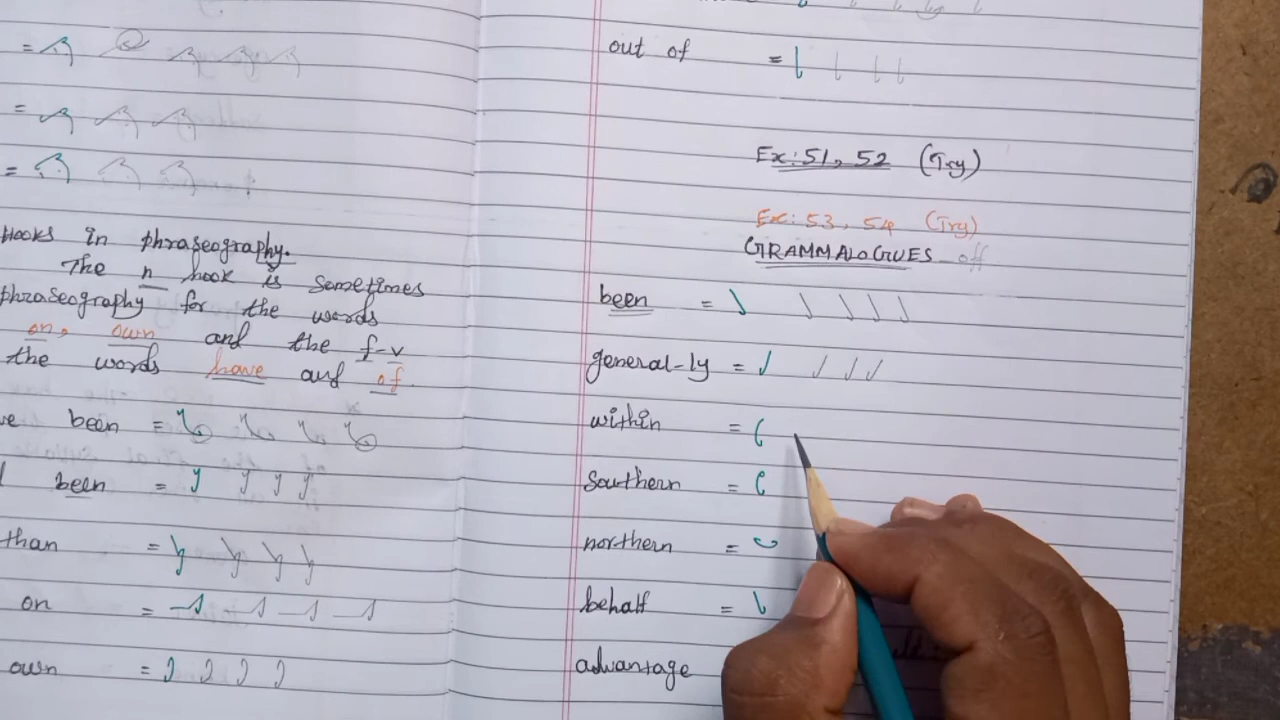 Hooks in phraseography.
The n hook is sometimes
phraseography for the words
on, own and the f-v
the words have and of
been =
been =
than =
on =
own =
out of =
Ex: 51, 52 (Try)
Ex: 53, 54 (Try)
GRAMMALOGUES
been =
general-ly =
within =
Southern =
northern =
behalf =
advantage